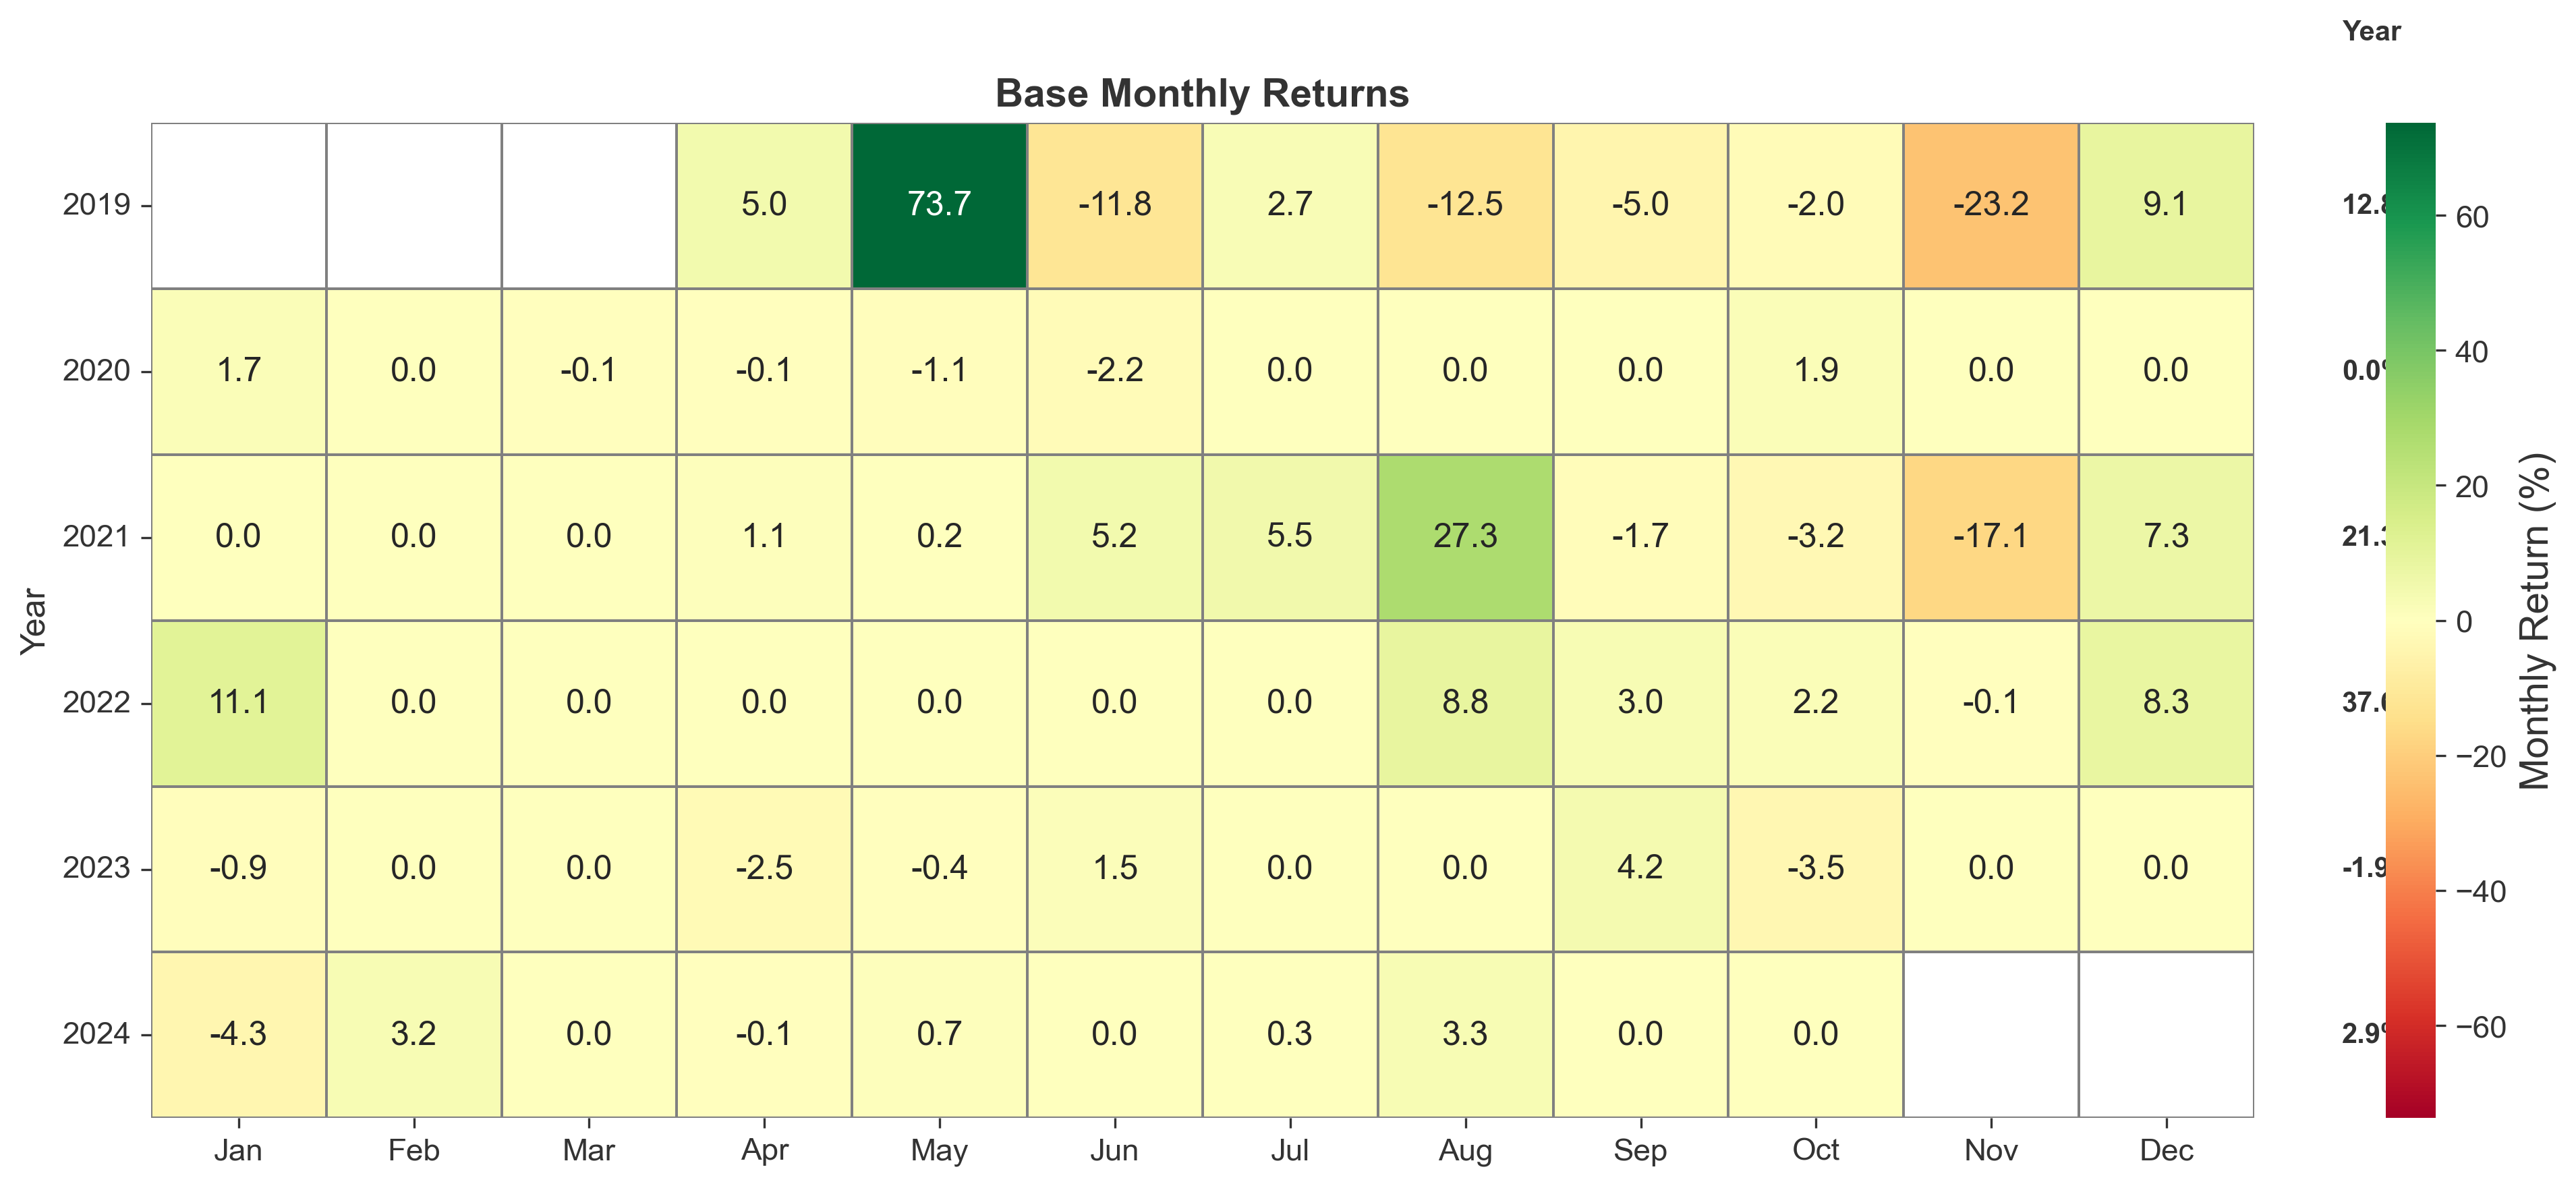 Year
Base Monthly Returns
2019 5.0 73.7 -11.8 2.7 -12.5 -5.0 -2.0 -23.2 9.1
2020 1.7 0.0 -0.1 -0.1 -1.1 -2.2 0.0 0.0 0.0 1.9 0.0 0.0 0.0
2021 0.0 0.0 0.0 1.1 0.2 5.2 5.5 27.3 -1.7 -3.2 -17.1 7.3 21.3
2022 11.1 0.0 0.0 0.0 0.0 0.0 0.0 8.8 3.0 2.2 -0.1 8.3
2023 -0.9 0.0 0.0 -2.5 -0.4 1.5 0.0 0.0 4.2 -3.5 0.0 0.0 -1.9
2024 -4.3 3.2 0.0 -0.1 0.7 0.0 0.3 3.3 0.0 0.0 2.9
Jan Feb Mar Apr May Jun Jul Aug Sep Oct Nov Dec
Year
60
40
20
0
−20
−40
−60
Monthly Return (%)